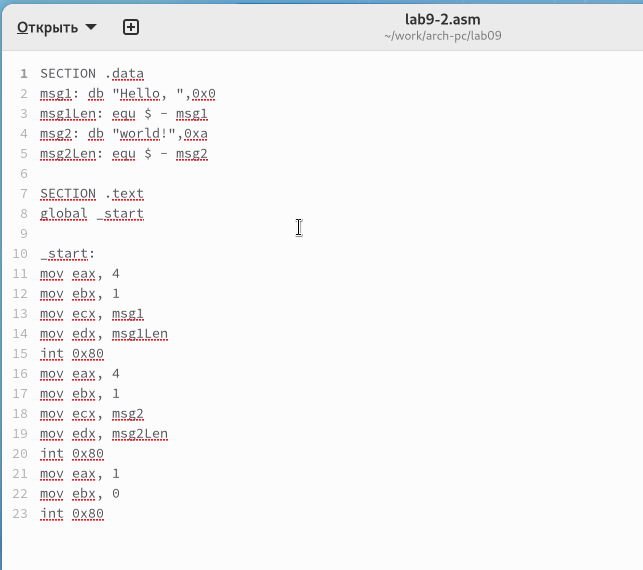 Открыть
lab9-2.asm
~/work/arch-pc/lab09
1 SECTION .data
2 msg1: db "Hello, ",0x0
3 msg1Len: equ $ - msg1
4 msg2: db "world!",0xa
5 msg2Len: equ $ - msg2
6
7 SECTION .text
8 global _start
9
10 _start:
11 mov eax, 4
12 mov ebx, 1
13 mov ecx, msg1
14 mov edx, msg1Len
15 int 0x80
16 mov eax, 4
17 mov ebx, 1
18 mov ecx, msg2
19 mov edx, msg2Len
20 int 0x80
21 mov eax, 1
22 mov ebx, 0
23 int 0x80